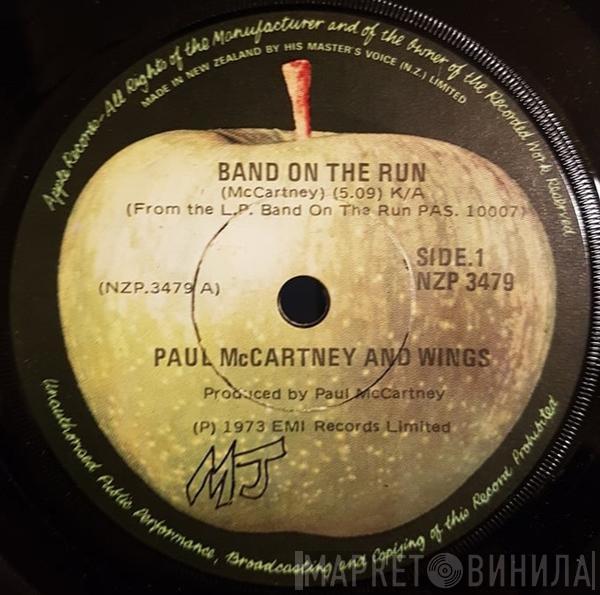 Apple Records-All Rights of the Manufacturer and of the Owner of the Recorded Work Reserved
MADE IN NEW ZEALAND BY HIS MASTER'S VOICE (N.Z.) LIMITED
BAND ON THE RUN
(McCartney) (5.09) K/A
(From the L.P. Band On The Run PAS. 10007)
SIDE.1
(NZP.3479 A)
NZP 3479
PAUL McCARTNEY AND WINGS
Produced by Paul McCartney
(P) 1973 EMI Records Limited
MJ
Unauthorised Public Performance, Broadcasting and Copying of this Record Prohibited
МАРКЕТ ВИНИЛА